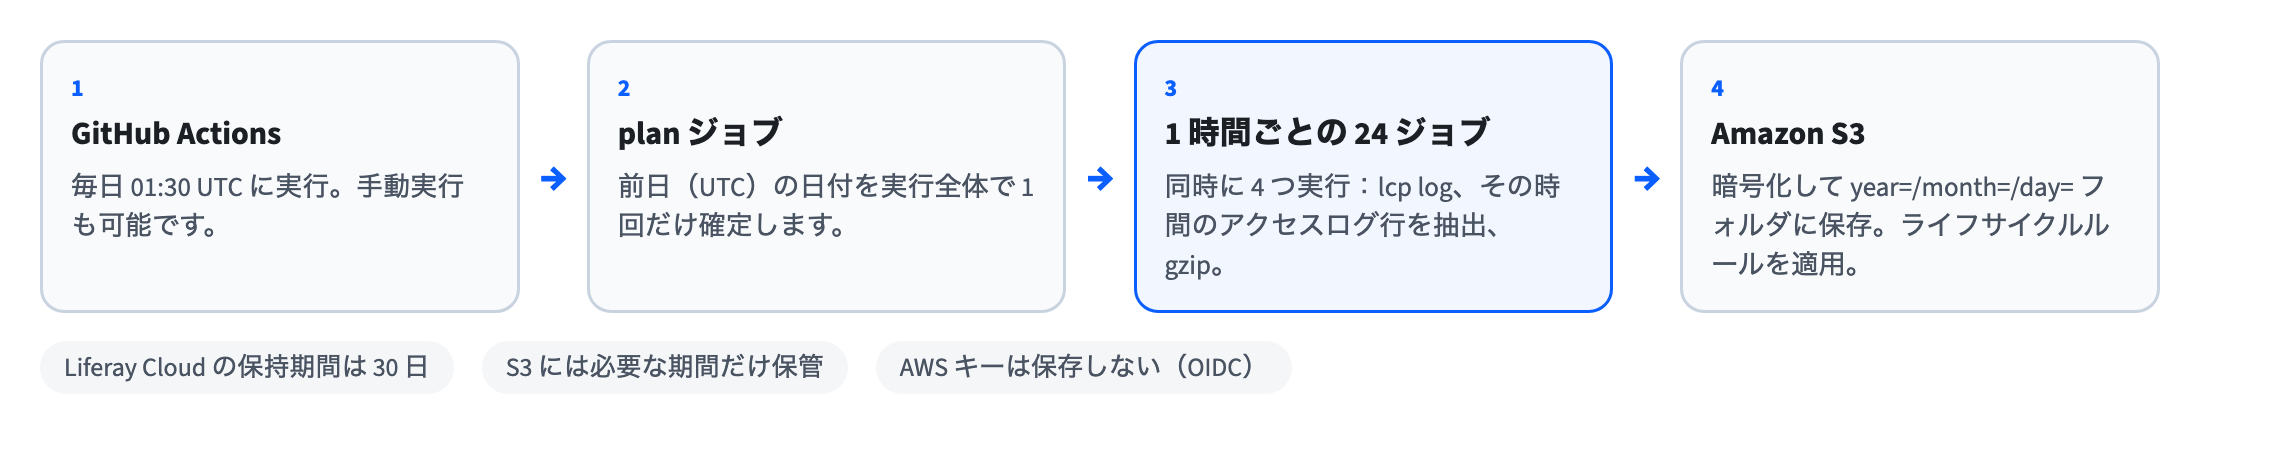 1
GitHub Actions
毎日 01:30 UTC に実行。手動実行
も可能です。
2
plan ジョブ
前日（UTC）の日付を実行全体で 1
回だけ確定します。
3
1 時間ごとの 24 ジョブ
同時に 4 つ実行：lcp log、その時
間のアクセスログ行を抽出、
gzip。
4
Amazon S3
暗号化して year=/month=/day= フ
ォルダに保存。ライフサイクルル
ールを適用。
Liferay Cloud の保持期間は 30 日
S3 には必要な期間だけ保管
AWS キーは保存しない（OIDC）